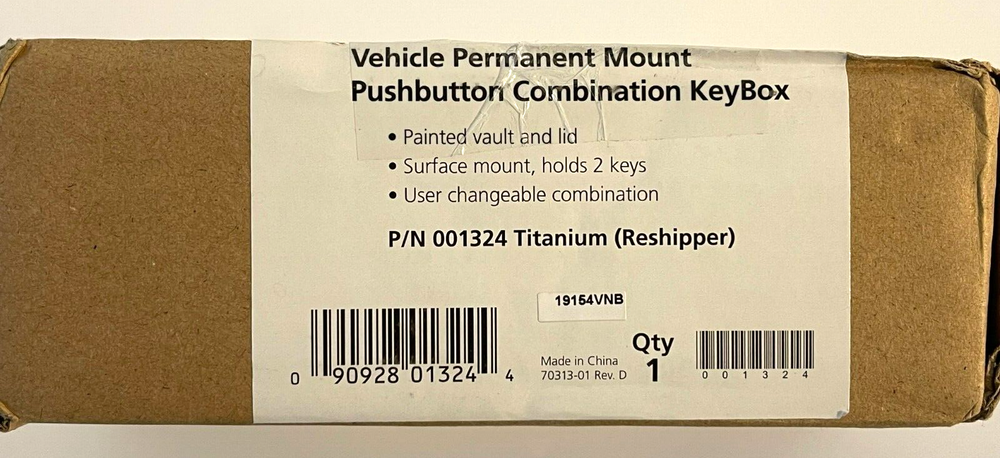 Vehicle Permanent Mount
Pushbutton Combination KeyBox
• Painted vault and lid
• Surface mount, holds 2 keys
• User changeable combination
P/N 001324 Titanium (Reshipper)
19154VNB
0 90928 01324 4
Made in China
70313-01 Rev. D
Qty
1
0 0 1 3 2 4